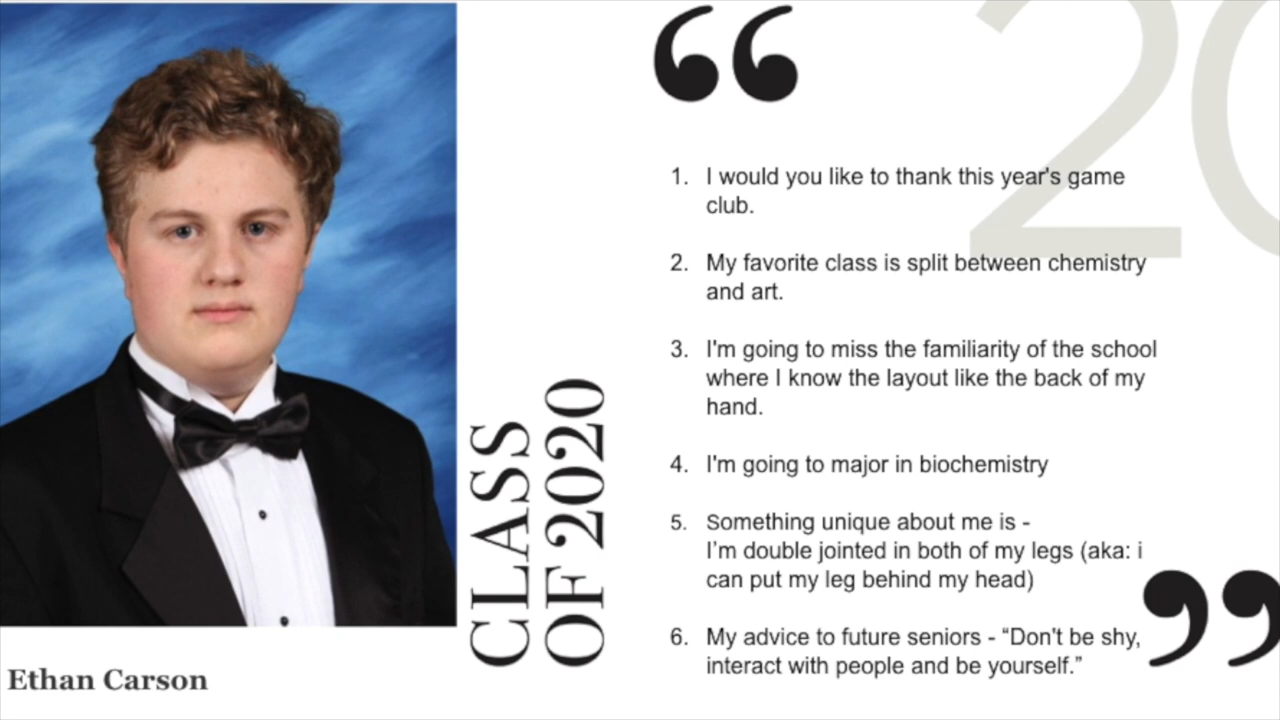 20
“
1. I would you like to thank this year's game
club.
2. My favorite class is split between chemistry
and art.
3. I'm going to miss the familiarity of the school
where I know the layout like the back of my
hand.
4. I'm going to major in biochemistry
5. Something unique about me is -
I’m double jointed in both of my legs (aka: i
can put my leg behind my head)
6. My advice to future seniors - “Don't be shy,
interact with people and be yourself.”
”
CLASS
OF 2020
Ethan Carson